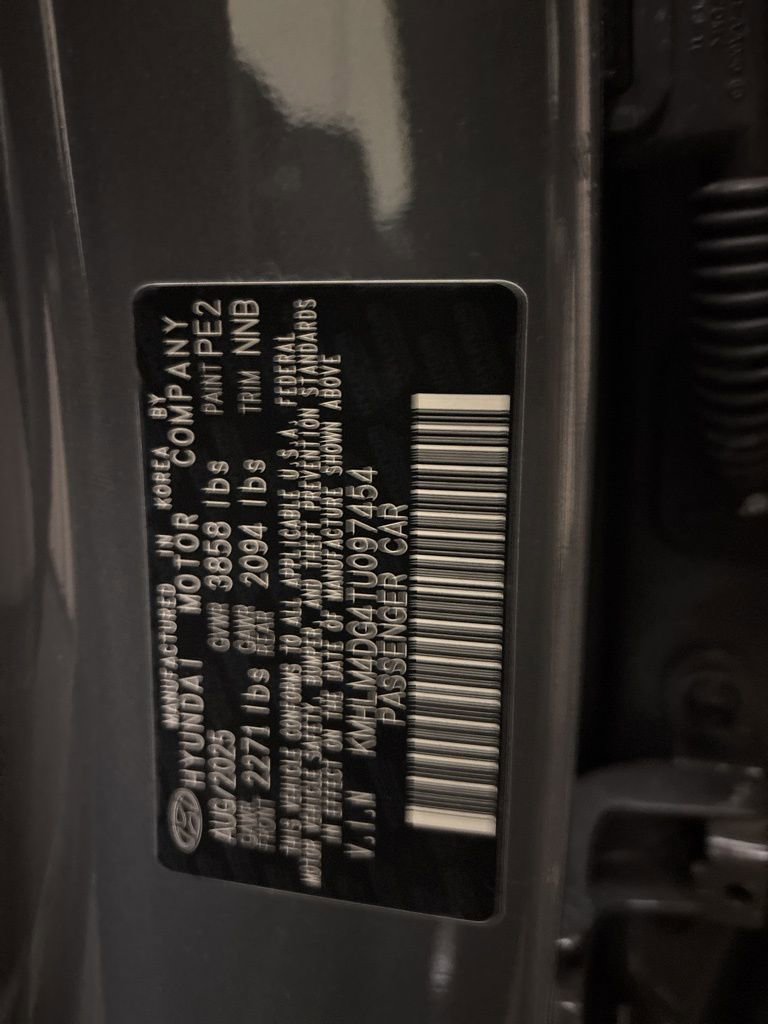 MANUFACTURED IN KOREA BY
HYUNDAI MOTOR COMPANY
AUG/2025 GVWR 3858 lbs PAINT PE2
GAWR FRONT 2271 lbs GAWR REAR 2094 lbs TRIM NNB
THIS VEHICLE CONFORMS TO ALL APPLICABLE U.S.A. FEDERAL
MOTOR VEHICLE SAFETY, BUMPER, AND THEFT PREVENTION STANDARDS
IN EFFECT ON THE DATE OF MANUFACTURE SHOWN ABOVE
V.I.N KMHLM4DG4TU097454
PASSENGER CAR